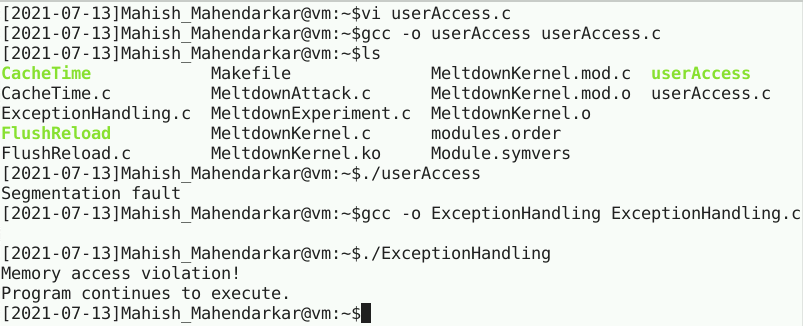 [2021-07-13]Mahish_Mahendarkar@vm:~$vi userAccess.c
[2021-07-13]Mahish_Mahendarkar@vm:~$gcc -o userAccess userAccess.c
[2021-07-13]Mahish_Mahendarkar@vm:~$ls
CacheTime            Makefile              MeltdownKernel.mod.c  userAccess
CacheTime.c          MeltdownAttack.c      MeltdownKernel.mod.o  userAccess.c
ExceptionHandling.c  MeltdownExperiment.c  MeltdownKernel.o
FlushReload          MeltdownKernel.c      modules.order
FlushReload.c        MeltdownKernel.ko     Module.symvers
[2021-07-13]Mahish_Mahendarkar@vm:~$./userAccess
Segmentation fault
[2021-07-13]Mahish_Mahendarkar@vm:~$gcc -o ExceptionHandling ExceptionHandling.c
[2021-07-13]Mahish_Mahendarkar@vm:~$./ExceptionHandling
Memory access violation!
Program continues to execute.
[2021-07-13]Mahish_Mahendarkar@vm:~$